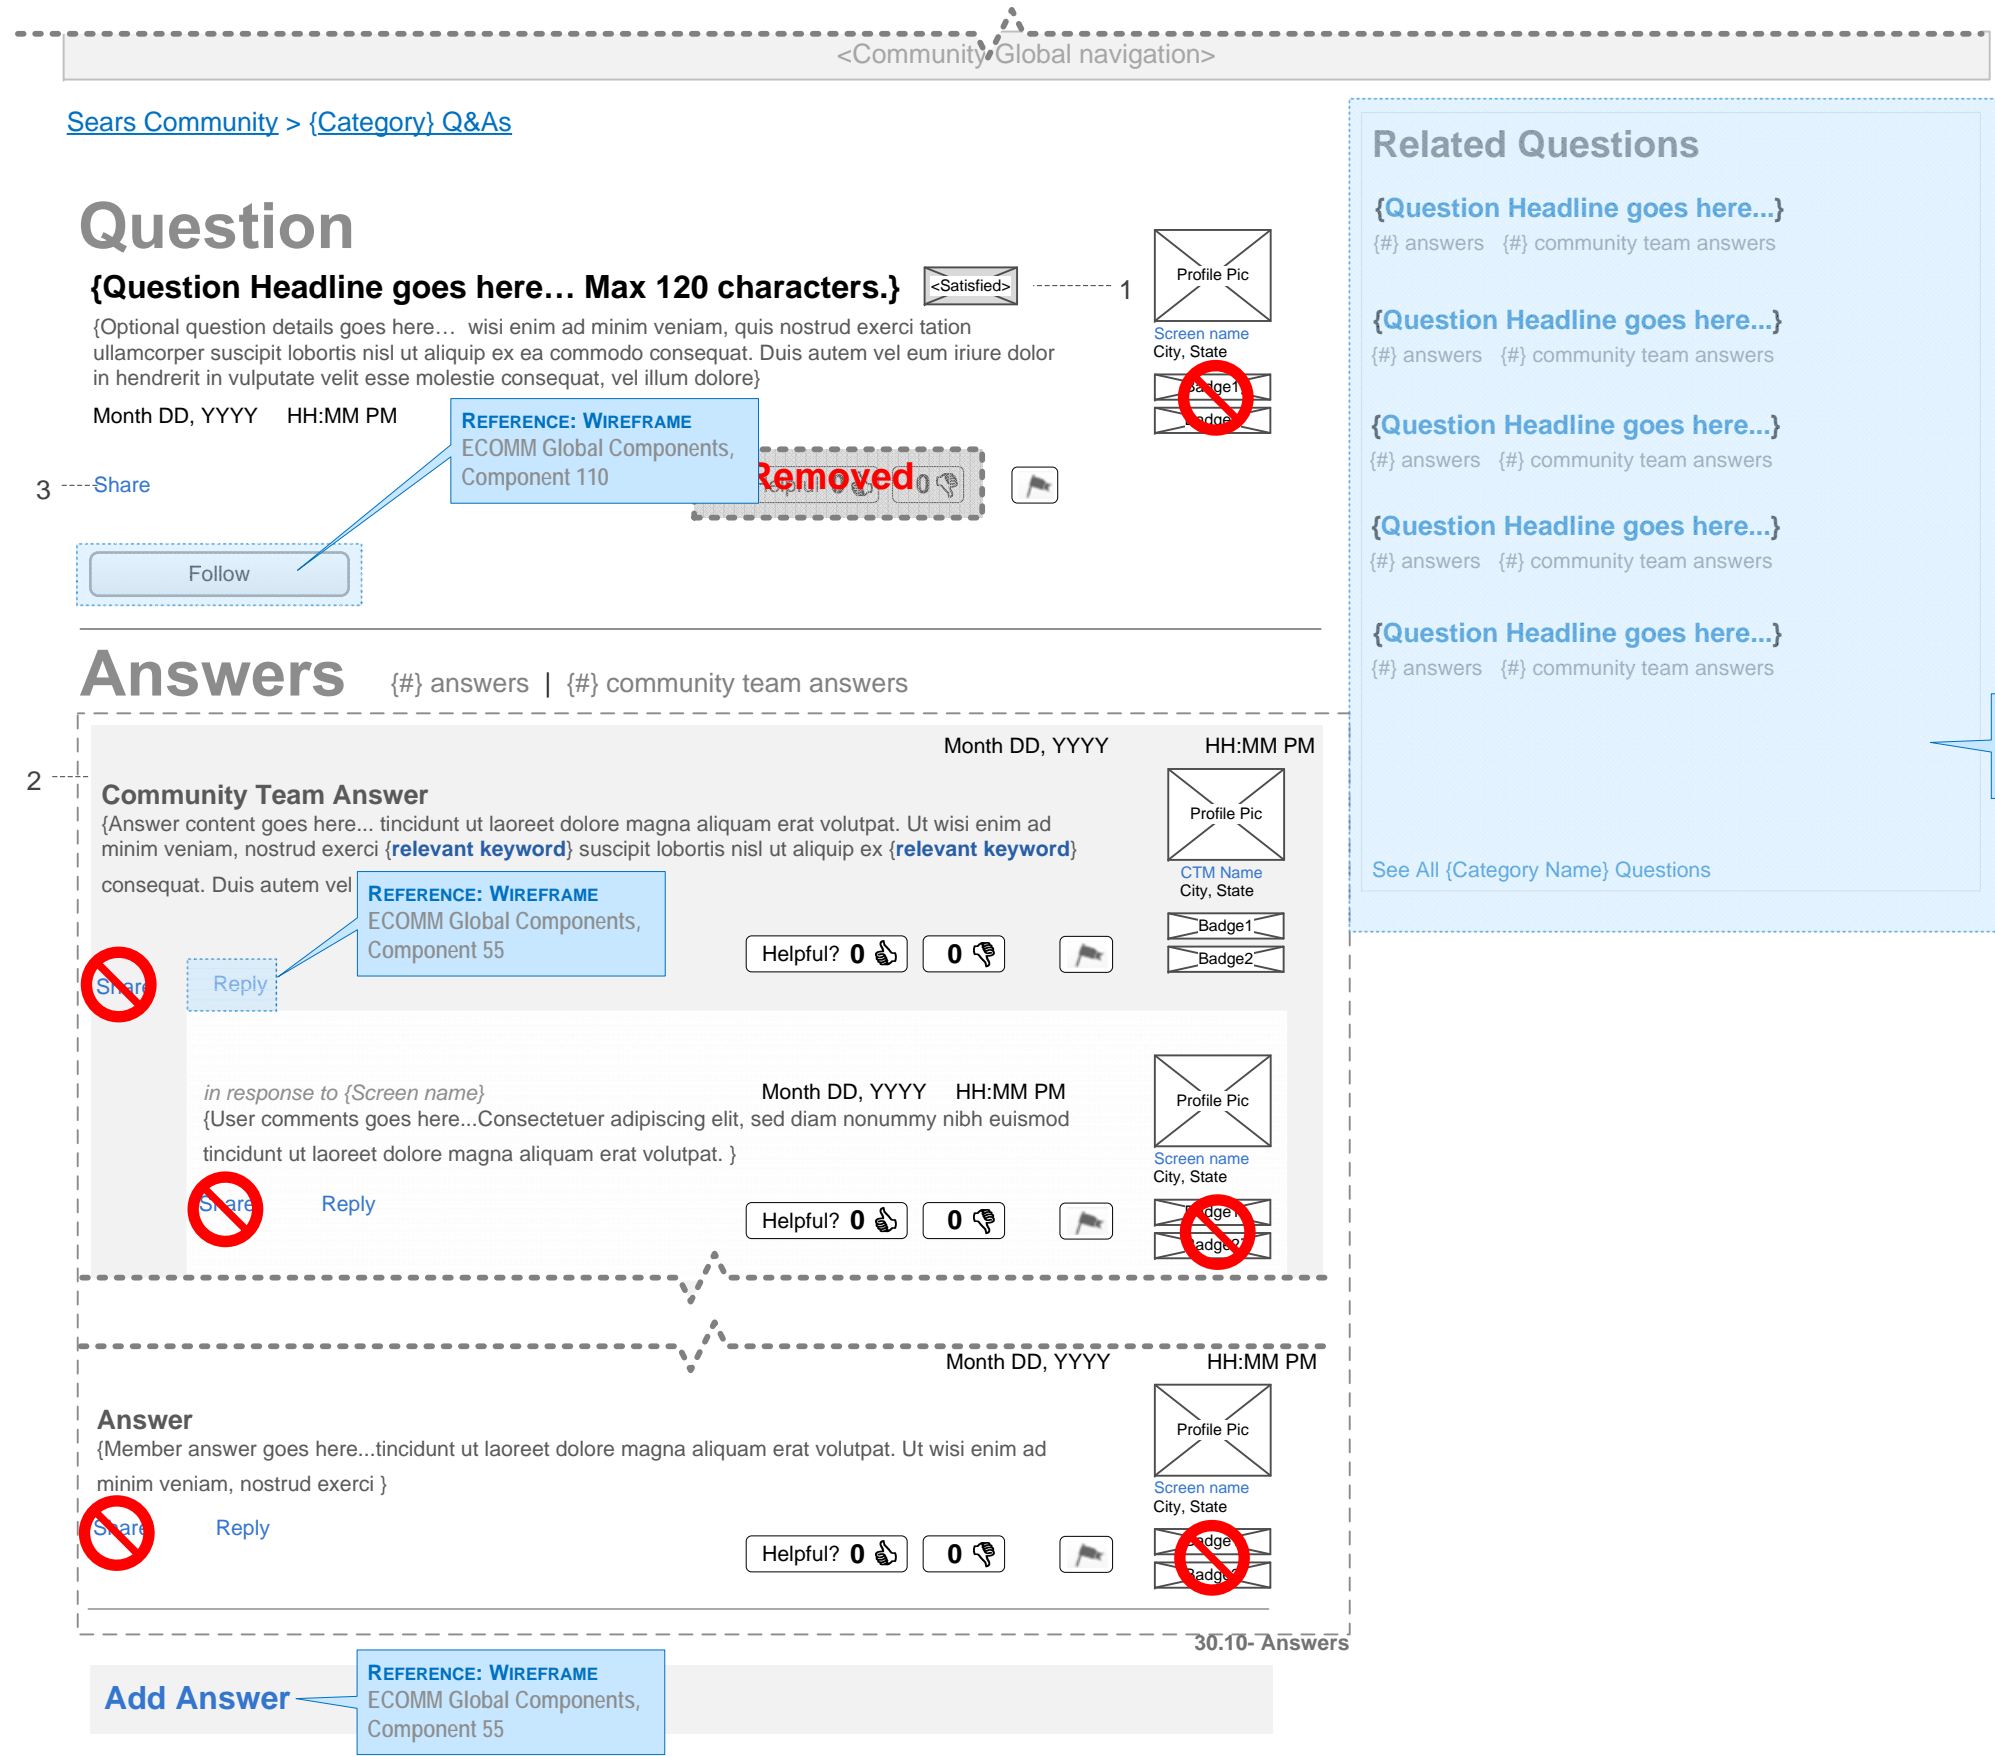 <Community Global navigation>
Sears Community > {Category} Q&As
Question
{Question Headline goes here… Max 120 characters.}
<Satisfied>
1
{Optional question details goes here… wisi enim ad minim veniam, quis nostrud exerci tation
ullamcorper suscipit lobortis nisl ut aliquip ex ea commodo consequat. Duis autem vel eum iriure dolor
in hendrerit in vulputate velit esse molestie consequat, vel illum dolore}
Month DD, YYYY HH:MM PM
Profile Pic
Screen name
City, State
REFERENCE: WIREFRAME
ECOMM Global Components,
Component 110
Removed
0
3
Share
Follow
Related Questions
{Question Headline goes here...}
{#} answers {#} community team answers
{Question Headline goes here...}
{#} answers {#} community team answers
{Question Headline goes here...}
{#} answers {#} community team answers
{Question Headline goes here...}
{#} answers {#} community team answers
{Question Headline goes here...}
{#} answers {#} community team answers
See All {Category Name} Questions
Answers {#} answers | {#} community team answers
Month DD, YYYY HH:MM PM
2
Community Team Answer
{Answer content goes here... tincidunt ut laoreet dolore magna aliquam erat volutpat. Ut wisi enim ad
minim veniam, nostrud exerci {relevant keyword} suscipit lobortis nisl ut aliquip ex {relevant keyword}
consequat. Duis autem vel
Profile Pic
CTM Name
City, State
Badge1
Badge2
REFERENCE: WIREFRAME
ECOMM Global Components,
Component 55
Share
Reply
Helpful? 0
0
in response to {Screen name}
Month DD, YYYY HH:MM PM
{User comments goes here...Consectetuer adipiscing elit, sed diam nonummy nibh euismod
tincidunt ut laoreet dolore magna aliquam erat volutpat. }
Profile Pic
Screen name
City, State
Share
Reply
Helpful? 0
0
Month DD, YYYY HH:MM PM
Answer
{Member answer goes here...tincidunt ut laoreet dolore magna aliquam erat volutpat. Ut wisi enim ad
minim veniam, nostrud exerci }
Profile Pic
Screen name
City, State
Share
Reply
Helpful? 0
0
30.10- Answers
Add Answer
REFERENCE: WIREFRAME
ECOMM Global Components,
Component 55